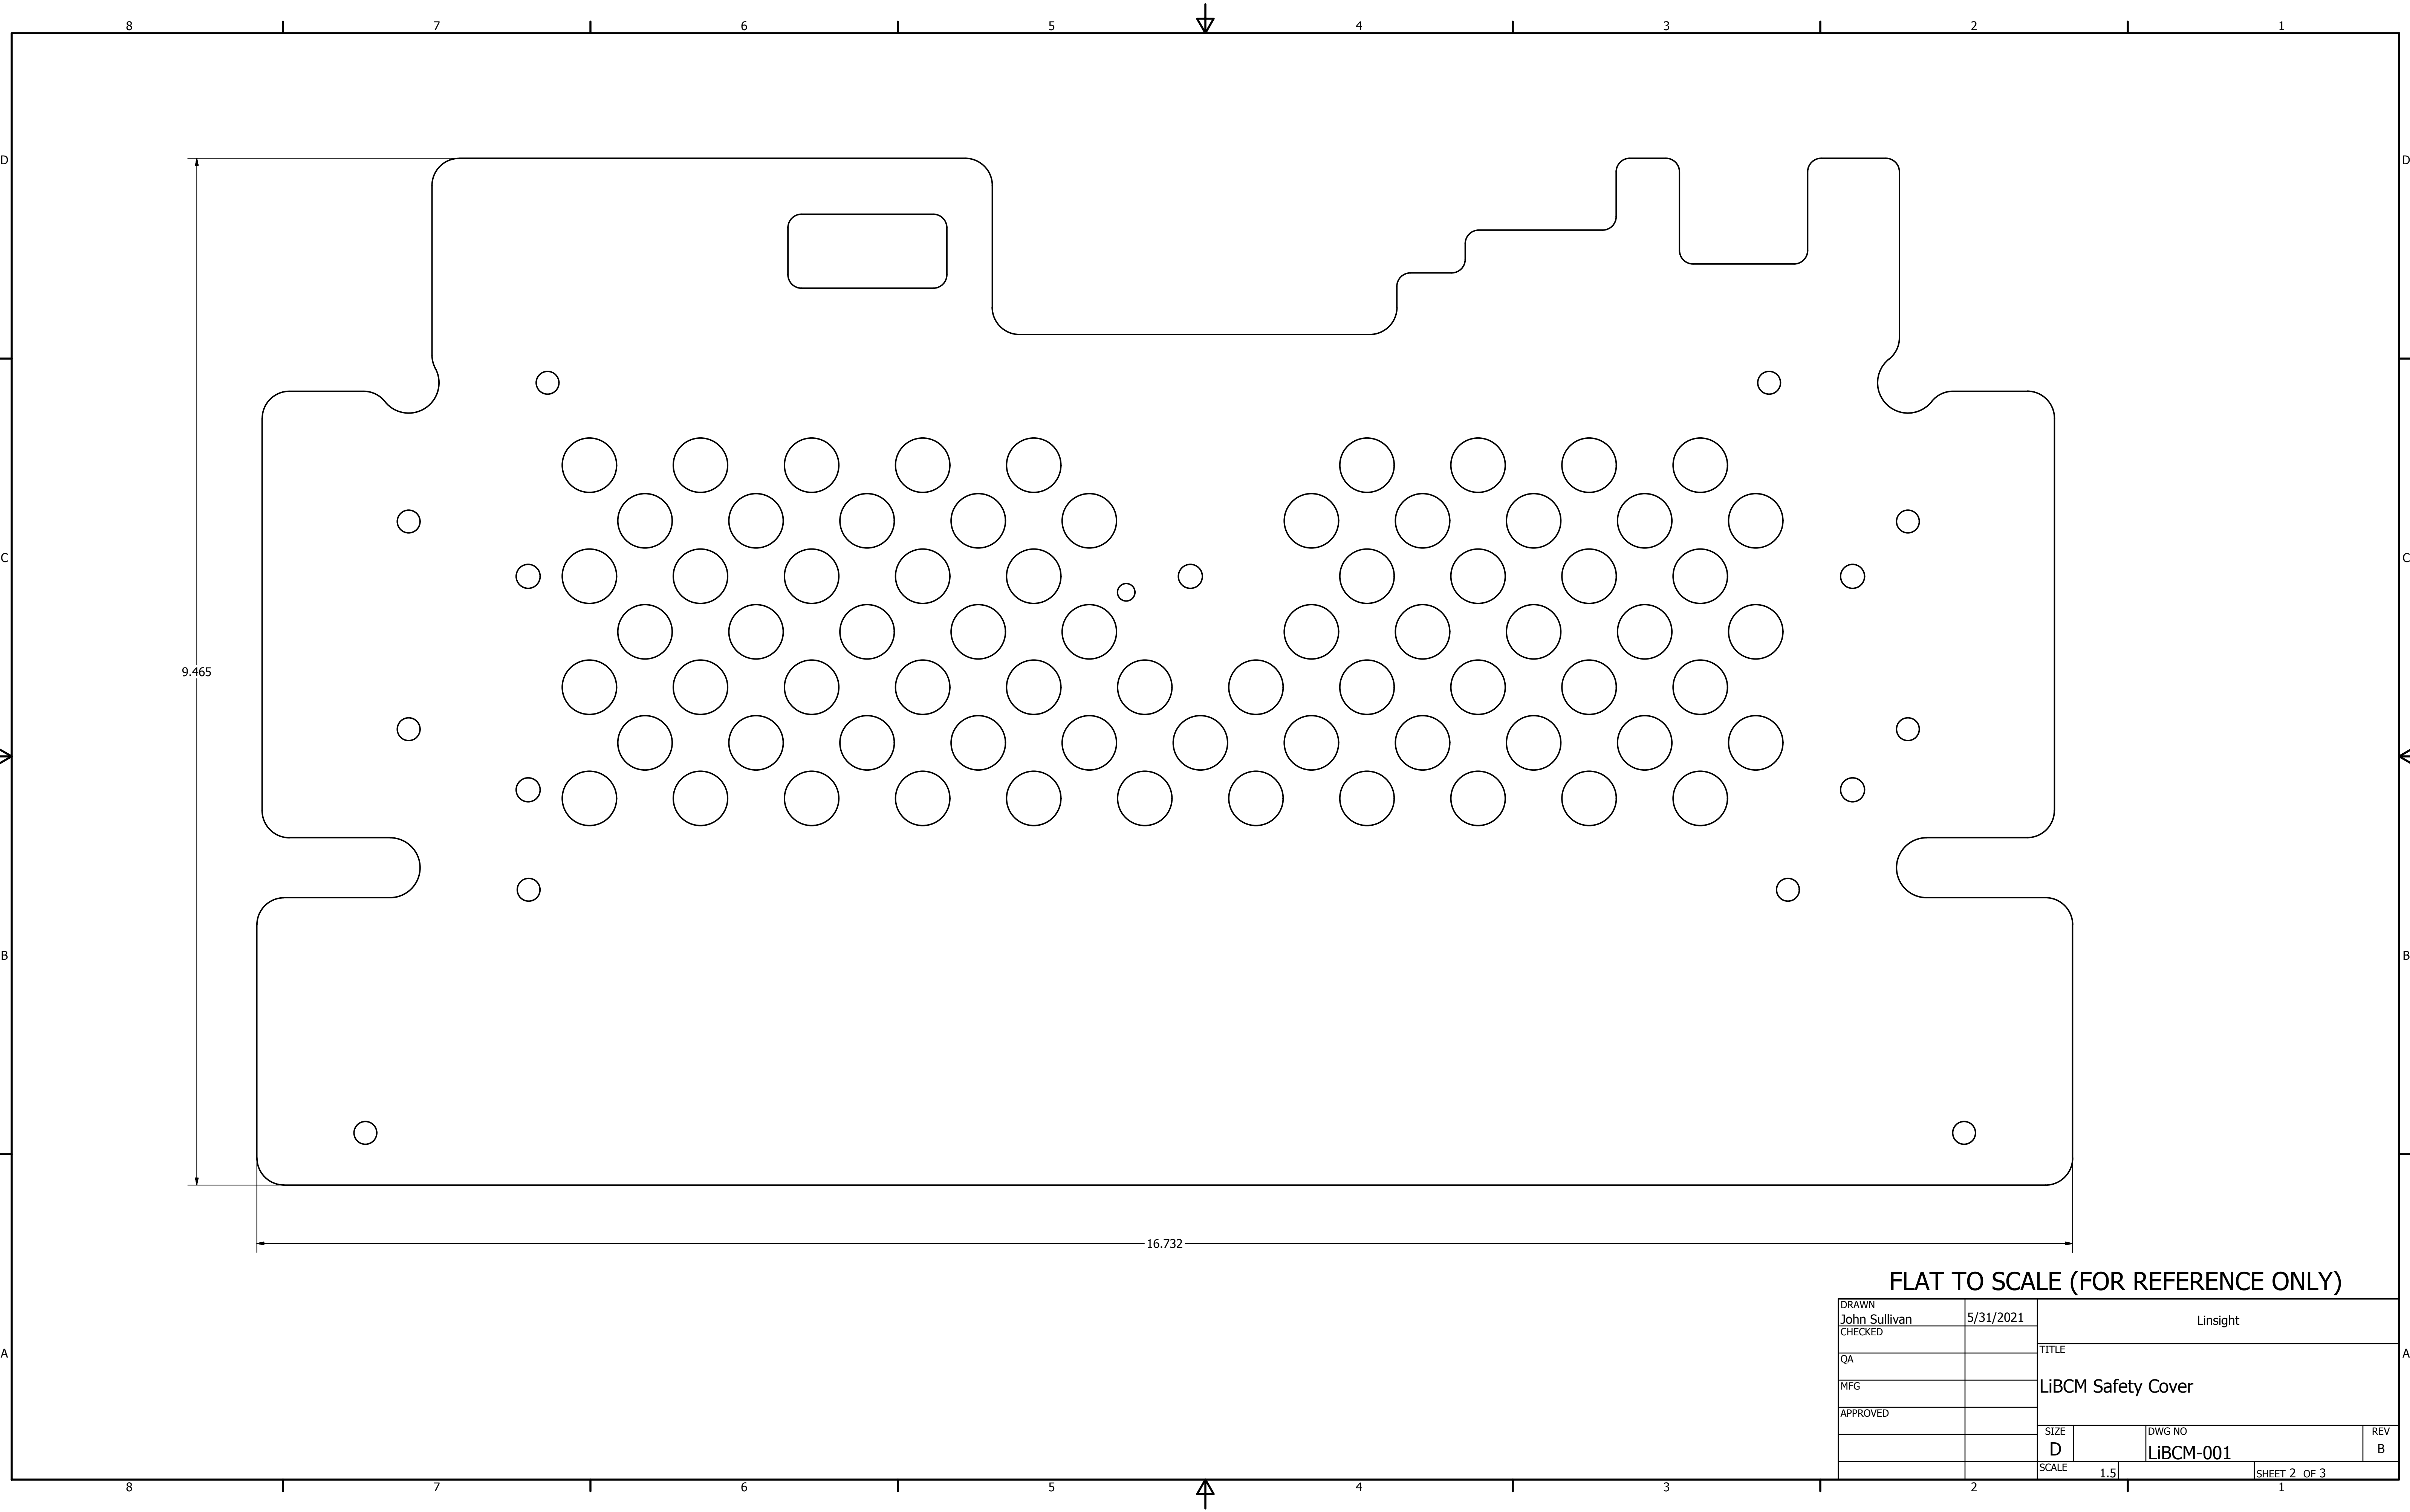 8 7 6 5 4 3 2 1
D D
C C
9.465
B B
16.732
FLAT TO SCALE (FOR REFERENCE ONLY)
DRAWN
John Sullivan 5/31/2021
Linsight
CHECKED
TITLE
A A
QA
MFG
LiBCM Safety Cover
APPROVED
SIZE DWG NO REV
D LiBCM-001 B
SCALE 1.5 SHEET 2 OF 3
8 7 6 5 4 3 2 1